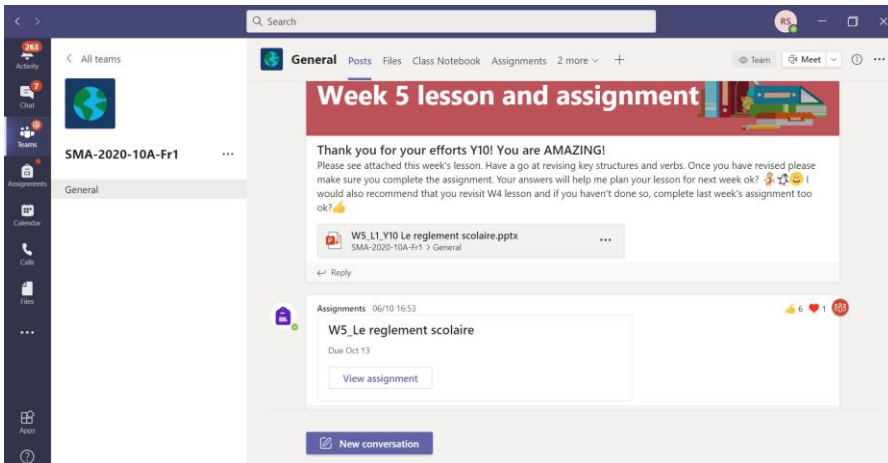 Search
RS
263
Activity
All teams
General Posts Files Class Notebook Assignments 2 more
Team
Meet
7
Chat
Teams
Assignments
Calendar
Calls
Files
Apps
SMA-2020-10A-Fr1
General
Week 5 lesson and assignment
Thank you for your efforts Y10! You are AMAZING!
Please see attached this week's lesson. Have a go at revising key structures and verbs. Once you have revised please
make sure you complete the assignment. Your answers will help me plan your lesson for next week ok? I
would also recommend that you revisit W4 lesson and if you haven't done so, complete last week's assignment too
ok?
W5_L1_Y10 Le reglement scolaire.pptx
SMA-2020-10A-Fr1 > General
Reply
Assignments 06/10 16:53
6 1
W5_Le reglement scolaire
Due Oct 13
View assignment
New conversation